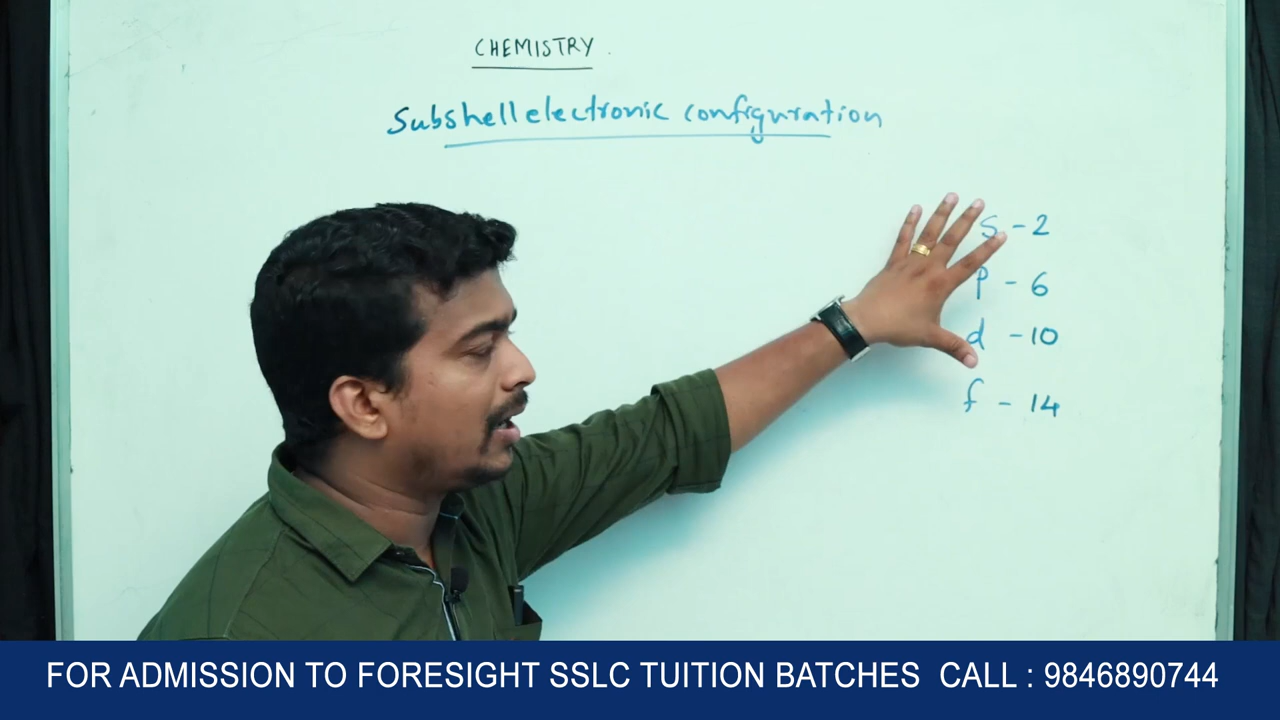 CHEMISTRY.
Subshell electronic configuration
s - 2
p - 6
d - 10
f - 14
FOR ADMISSION TO FORESIGHT SSLC TUITION BATCHES CALL : 9846890744